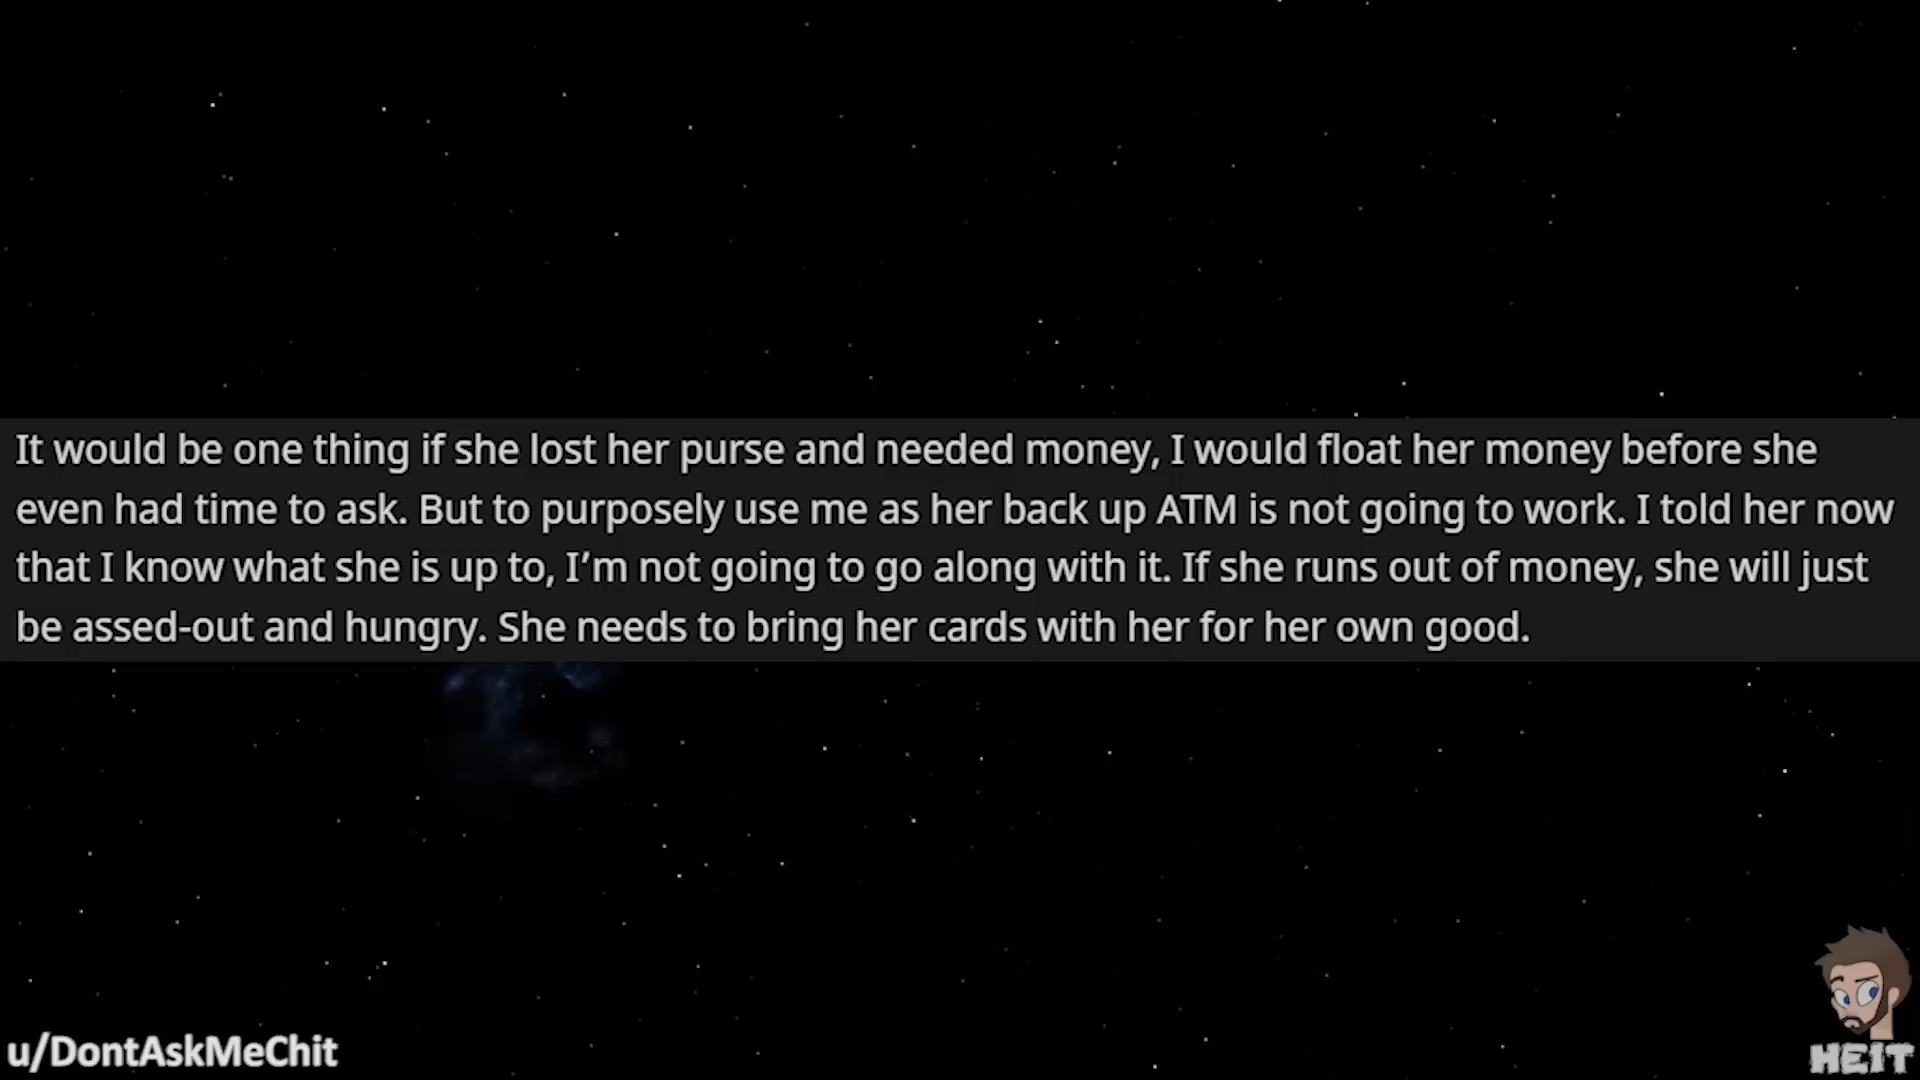 It would be one thing if she lost her purse and needed money, I would float her money before she
even had time to ask. But to purposely use me as her back up ATM is not going to work. I told her now
that I know what she is up to, I’m not going to go along with it. If she runs out of money, she will just
be assed-out and hungry. She needs to bring her cards with her for her own good.
u/DontAskMeChit
HEIT